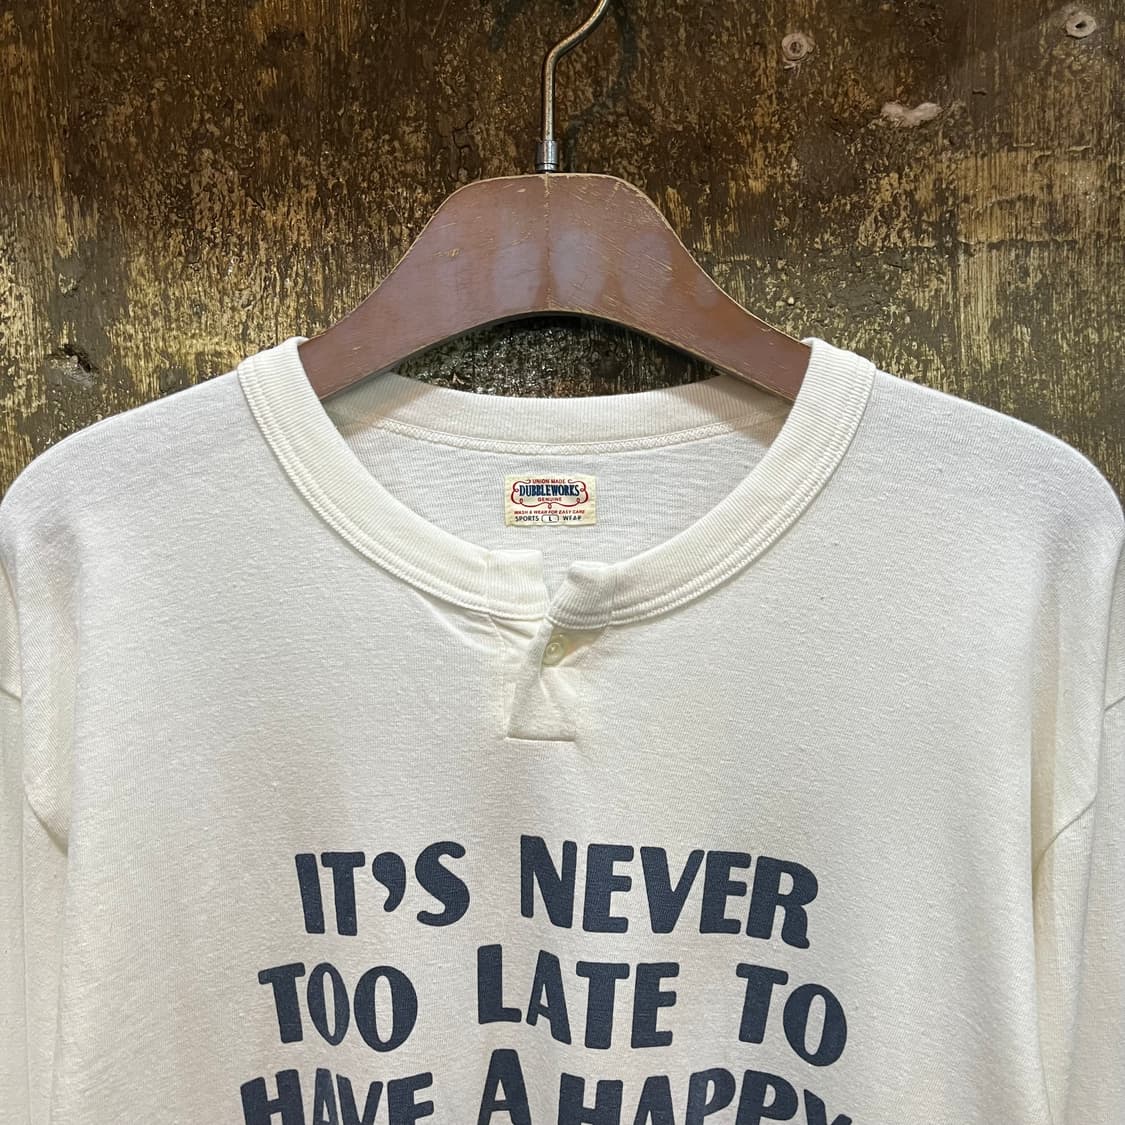 UNION MADE
DUBBLEWORKS
GENUINE
WASH & WEAR FOR EASY CARE
SPORTS L WEAR
IT'S NEVER
TOO LATE TO
HAVE A HAPPY